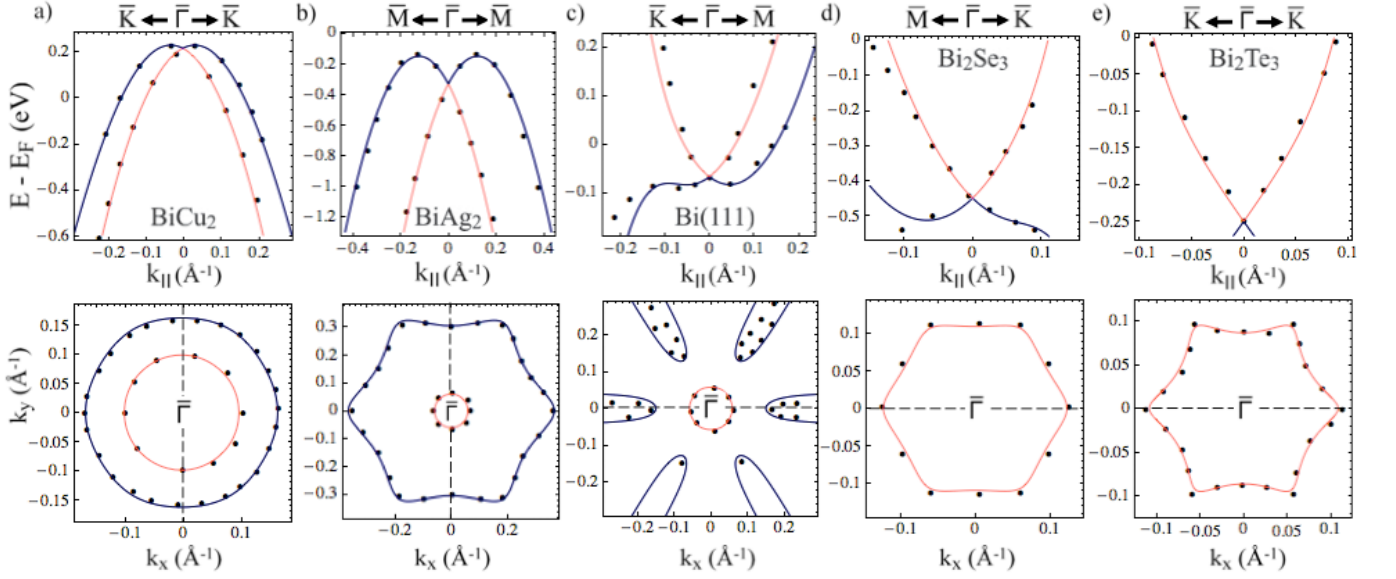 a) K̄ ← Γ̄ → K̄
b) M̄ ← Γ̄ → M̄
c) K̄ ← Γ̄ → M̄
d) M̄ ← Γ̄ → K̄
e) K̄ ← Γ̄ → K̄
E - E_F (eV)
0.2
0
-0.2
-0.4
-0.6
BiCu₂
-0.2 -0.1 0 0.1 0.2
k_|| (Å⁻¹)
0
-0.2
-0.4
-0.6
-0.8
-1
-1.2
BiAg₂
-0.4 -0.2 0 0.2 0.4
k_|| (Å⁻¹)
0.2
0.1
0
-0.1
Bi(111)
-0.2 -0.1 0 0.1 0.2
k_|| (Å⁻¹)
Bi₂Se₃
0
-0.1
-0.2
-0.3
-0.4
-0.5
-0.1 0 0.1
k_|| (Å⁻¹)
Bi₂Te₃
0
-0.05
-0.1
-0.15
-0.2
-0.25
-0.1 -0.05 0 0.05 0.1
k_|| (Å⁻¹)
k_y (Å⁻¹)
0.15
0.1
0.05
0
-0.05
-0.1
-0.15
Γ̄
-0.1 0 0.1
k_x (Å⁻¹)
0.3
0.2
0.1
0
-0.1
-0.2
-0.3
Γ̄
-0.2 0 0.2
k_x (Å⁻¹)
0.2
0.1
0
-0.1
-0.2
Γ̄
-0.2 -0.1 0 0.1 0.2
k_x (Å⁻¹)
0.1
0.05
0
-0.05
-0.1
Γ̄
-0.1 0 0.1
k_x (Å⁻¹)
0.1
0.05
0
-0.05
-0.1
Γ̄
-0.1 -0.05 0 0.05 0.1
k_x (Å⁻¹)